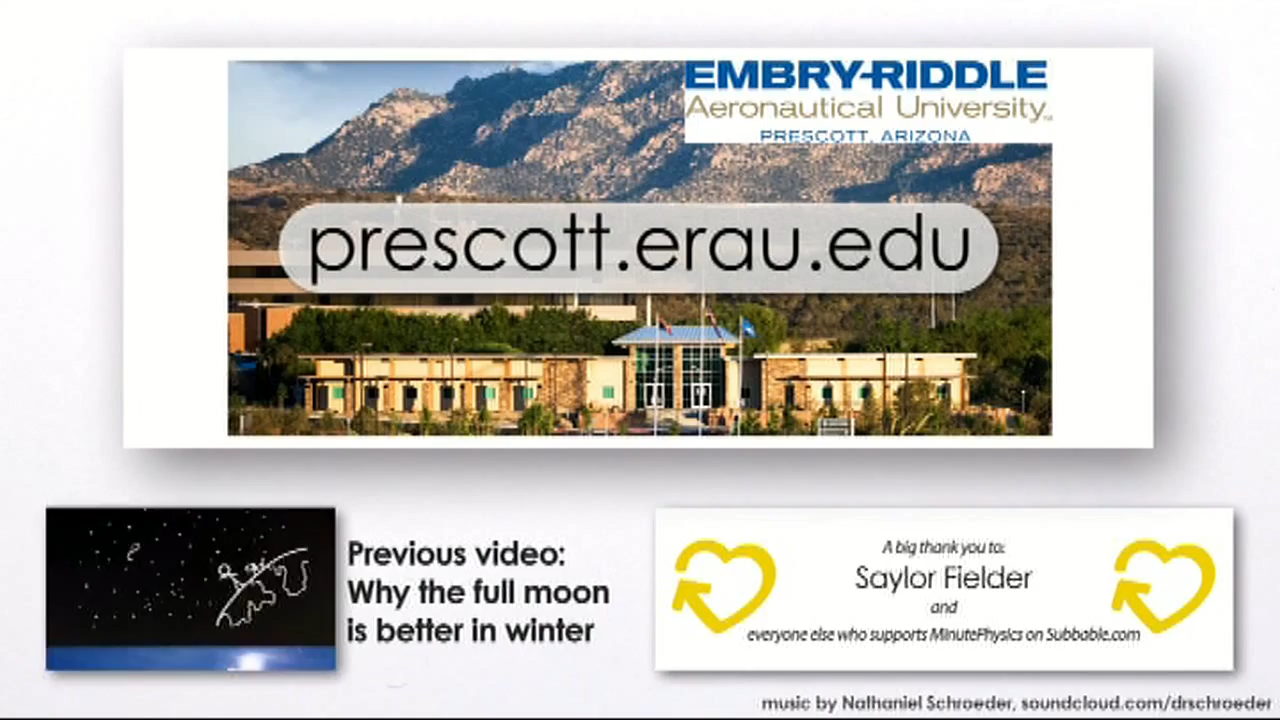 EMBRY-RIDDLE
Aeronautical University
PRESCOTT, ARIZONA
prescott.erau.edu
Previous video:
Why the full moon
is better in winter
A big thank you to:
Saylor Fielder
and
everyone else who supports MinutePhysics on Subbable.com
music by Nathaniel Schroeder, soundcloud.com/drschroeder